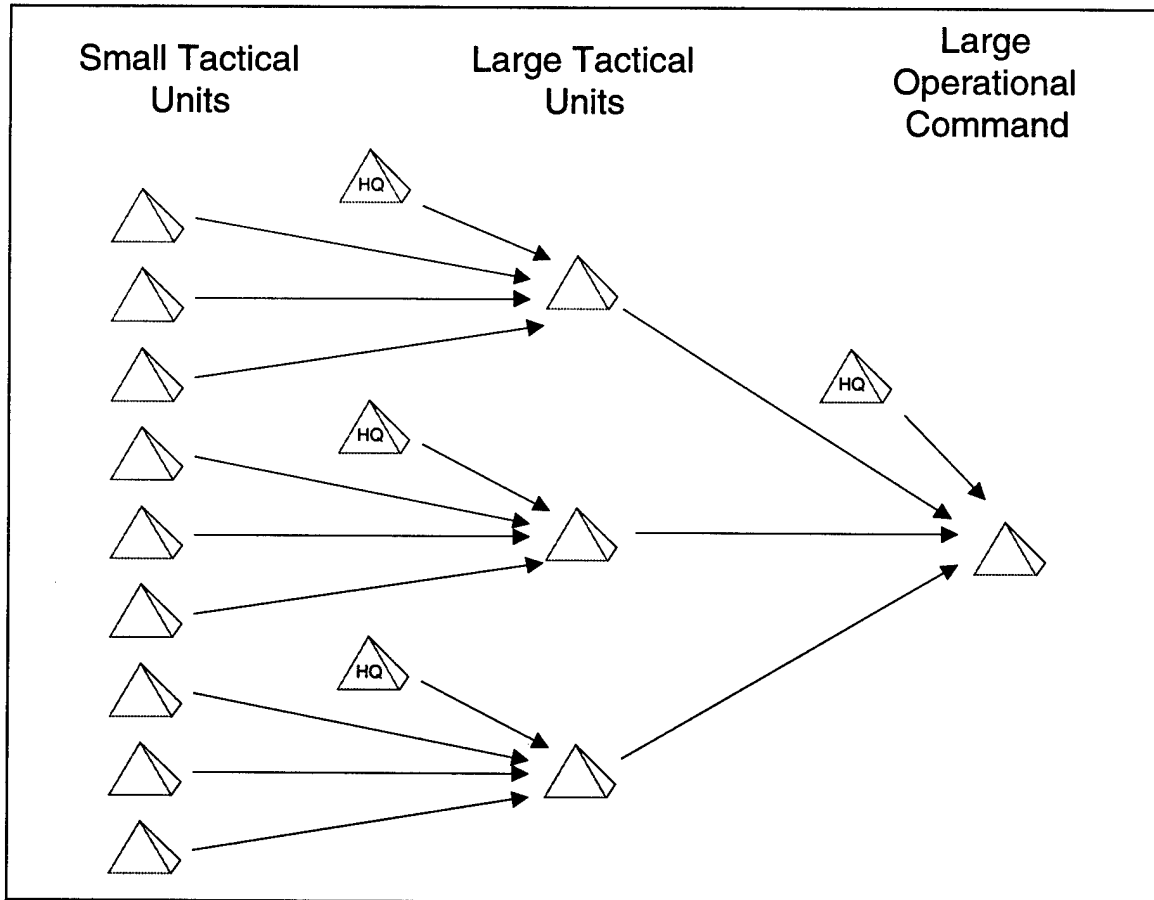 Small Tactical
Units
Large Tactical
Units
Large
Operational
Command
HQ
HQ
HQ
HQ